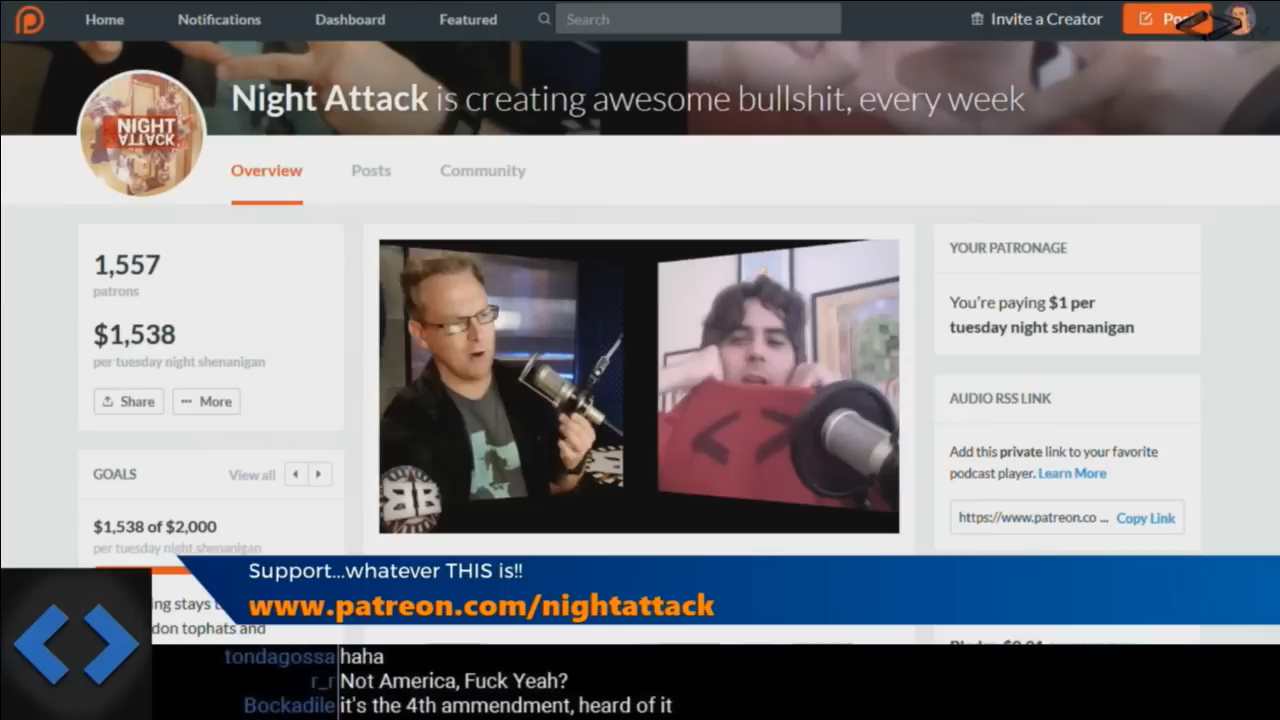 Home
Notifications
Dashboard
Featured
Search
Invite a Creator
Night Attack is creating awesome bullshit, every week
NIGHT
ATTACK
Overview
Posts
Community
1,557
patrons
$1,538
per tuesday night shenanigan
Share
More
GOALS
View all
$1,538 of $2,000
per tuesday night shenanigan
YOUR PATRONAGE
You're paying $1 per
tuesday night shenanigan
AUDIO RSS LINK
Add this private link to your favorite
podcast player. Learn More
https://www.patreon.co ...
Copy Link
BB
Support...whatever THIS is!!
www.patreon.com/nightattack
stays
tophats and
tondagossa haha
r_r Not America, Fuck Yeah?
Bockadile it's the 4th ammendment, heard of it